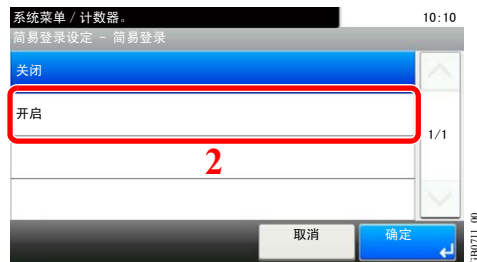 系统菜单 / 计数器。
10:10
简易登录设定 - 简易登录
关闭
开启
1/1
2
取消
确定
GB0711_00